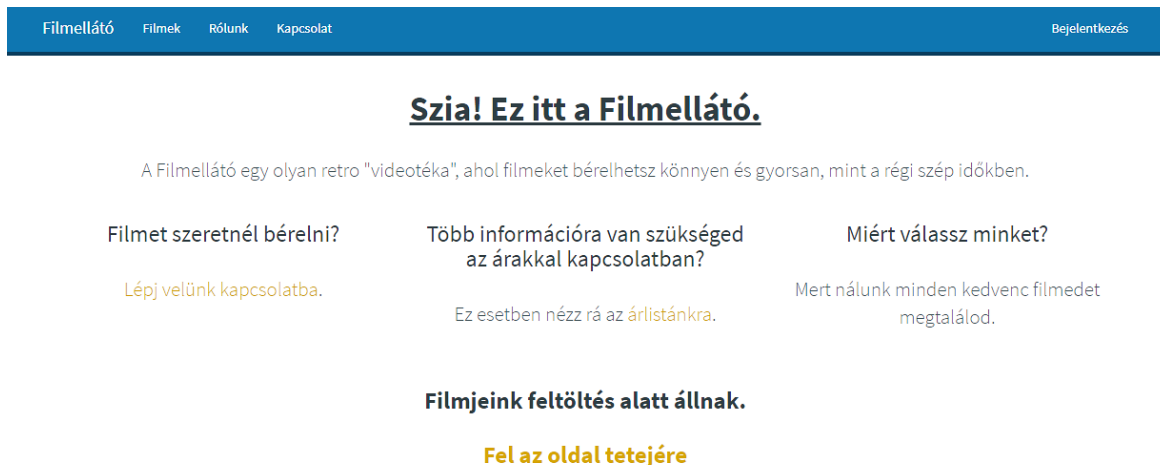 Filmellátó Filmek Rólunk Kapcsolat Bejelentkezés
Szia! Ez itt a Filmellátó.
A Filmellátó egy olyan retro "videotéka", ahol filmeket bérelhetsz könnyen és gyorsan, mint a régi szép időkben.
Filmet szeretnél bérelni?
Lépj velünk kapcsolatba.
Több információra van szükséged
az árakkal kapcsolatban?
Ez esetben nézz rá az árlistánkra.
Miért válassz minket?
Mert nálunk minden kedvenc filmedet
megtalálod.
Filmjeink feltöltés alatt állnak.
Fel az oldal tetejére